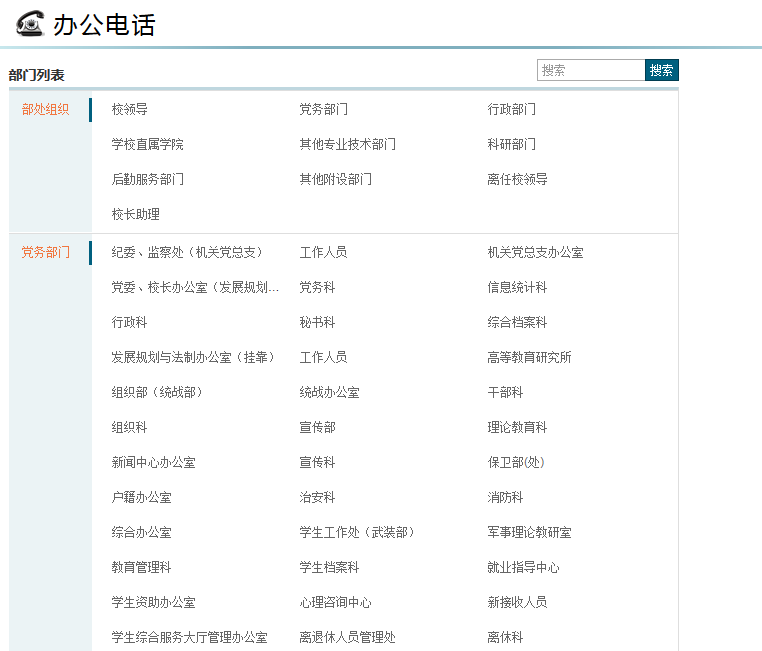 办公电话
部门列表 搜索 搜索
部处组织 校领导 党务部门 行政部门
学校直属学院 其他专业技术部门 科研部门
后勤服务部门 其他附设部门 离任校领导
校长助理
党务部门 纪委、监察处（机关党总支） 工作人员 机关党总支办公室
党委、校长办公室（发展规划... 党务科 信息统计科
行政科 秘书科 综合档案科
发展规划与法制办公室（挂靠） 工作人员 高等教育研究所
组织部（统战部） 统战办公室 干部科
组织科 宣传部 理论教育科
新闻中心办公室 宣传科 保卫部(处)
户籍办公室 治安科 消防科
综合办公室 学生工作处（武装部） 军事理论教研室
教育管理科 学生档案科 就业指导中心
学生资助办公室 心理咨询中心 新接收人员
学生综合服务大厅管理办公室 离退休人员管理处 离休科